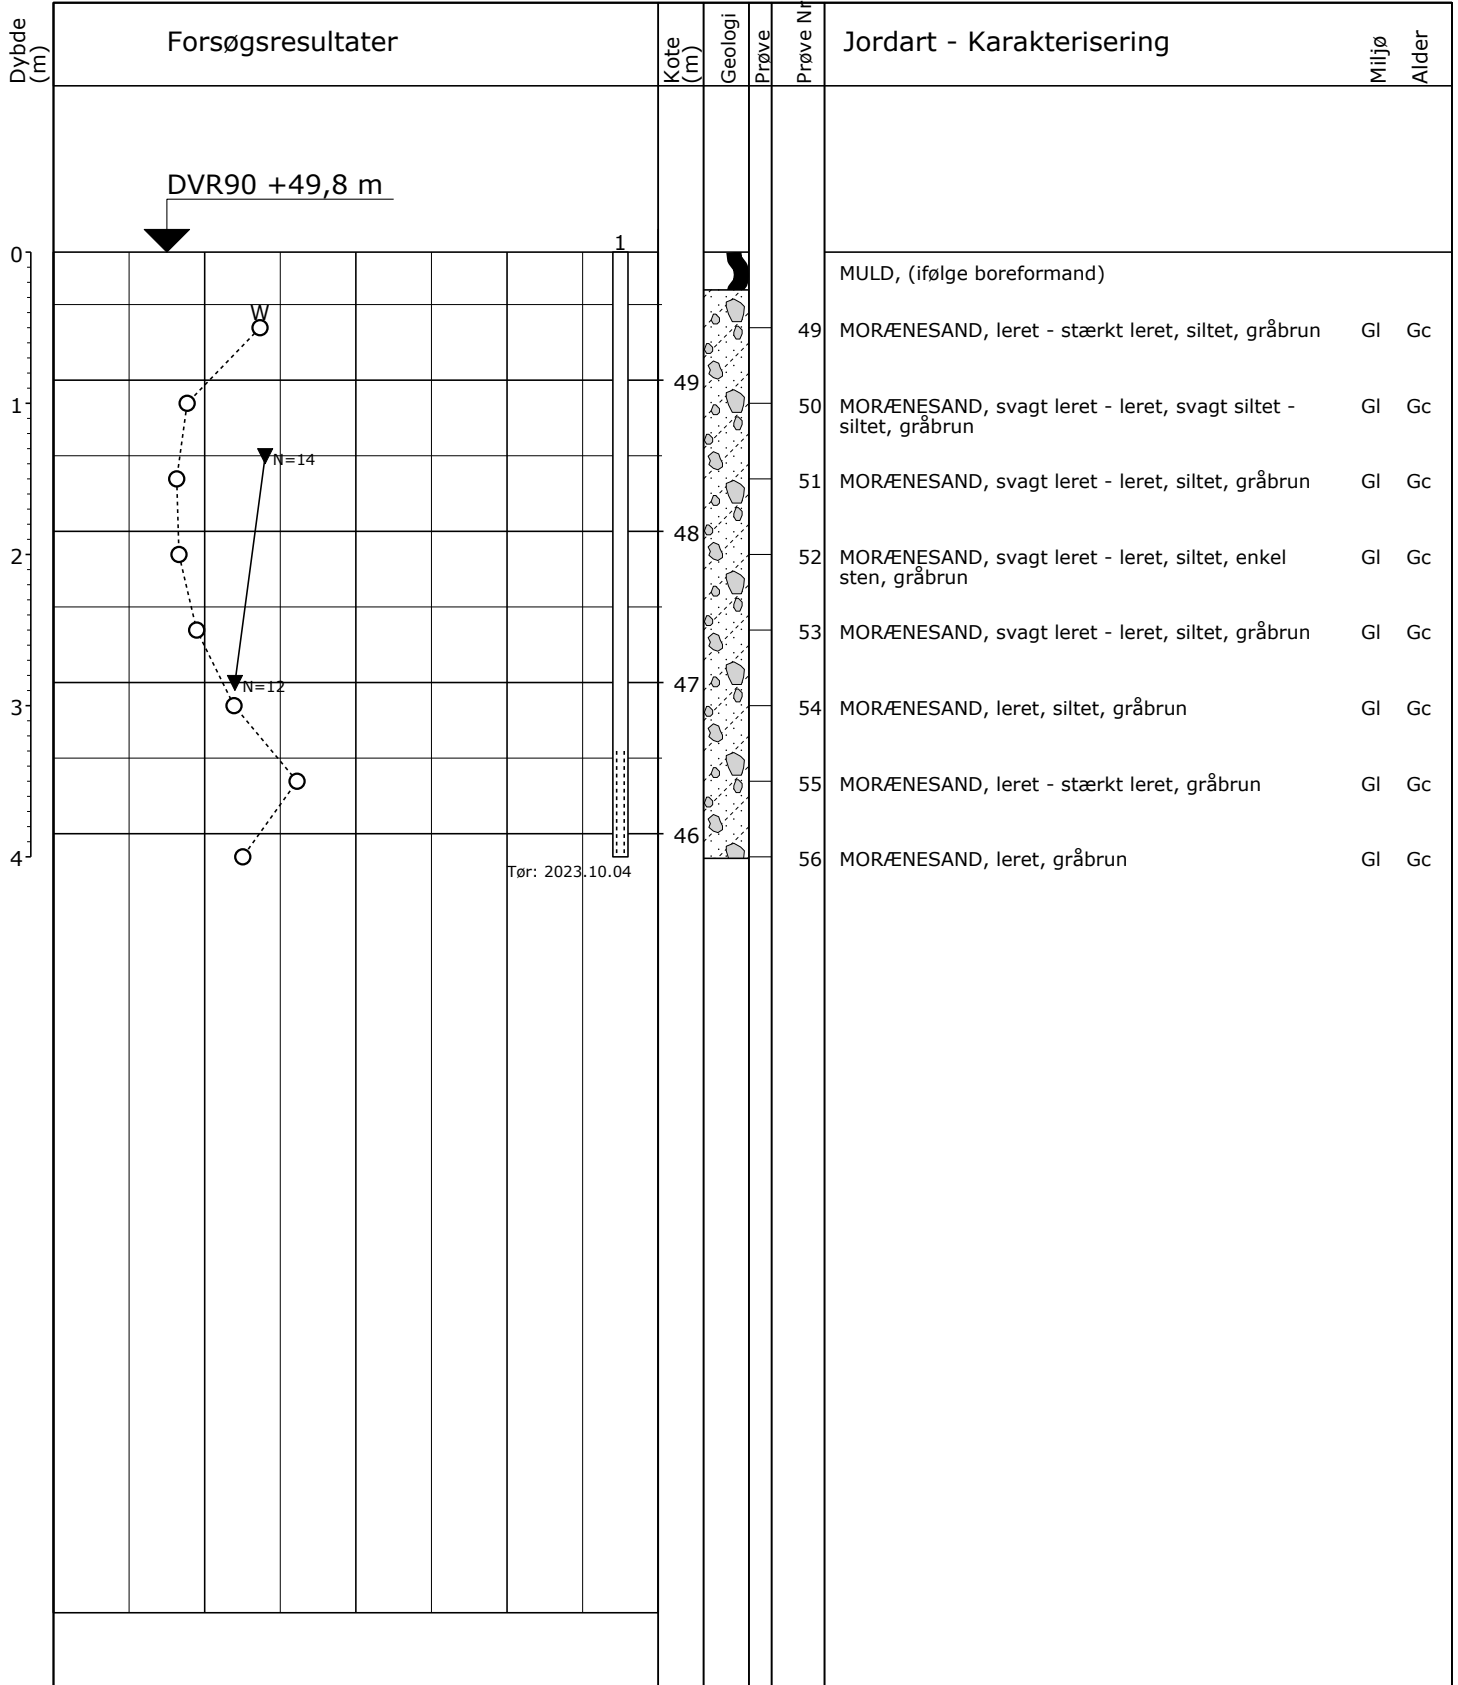 Dybde
(m)
Forsøgsresultater
Kote
(m)
Geologi
Prøve
Prøve Nr
Jordart - Karakterisering
Miljø
Alder
DVR90 +49,8 m
0
1
MULD, (ifølge boreformand)
W
49 MORÆNESAND, leret - stærkt leret, siltet, gråbrun Gl Gc
49
1
50 MORÆNESAND, svagt leret - leret, svagt siltet - Gl Gc
siltet, gråbrun
N=14
51 MORÆNESAND, svagt leret - leret, siltet, gråbrun Gl Gc
48
2
52 MORÆNESAND, svagt leret - leret, siltet, enkel Gl Gc
sten, gråbrun
53 MORÆNESAND, svagt leret - leret, siltet, gråbrun Gl Gc
N=12
47
3
54 MORÆNESAND, leret, siltet, gråbrun Gl Gc
55 MORÆNESAND, leret - stærkt leret, gråbrun Gl Gc
46
4
56 MORÆNESAND, leret, gråbrun Gl Gc
Tør: 2023.10.04